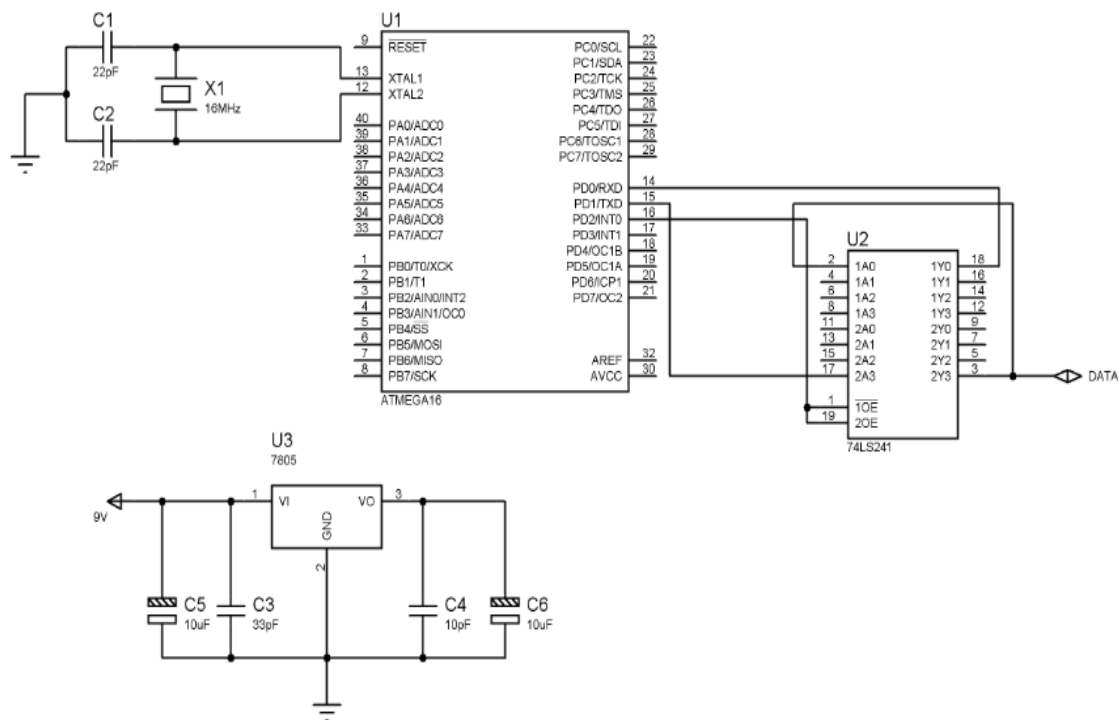 C1
22pF
C2
22pF
X1
16MHz
U1
9 RESET
13 XTAL1
12 XTAL2
40 PA0/ADC0
39 PA1/ADC1
38 PA2/ADC2
37 PA3/ADC3
36 PA4/ADC4
35 PA5/ADC5
34 PA6/ADC6
33 PA7/ADC7
1 PB0/T0/XCK
2 PB1/T1
3 PB2/AIN0/INT2
4 PB3/AIN1/OC0
5 PB4/SS
6 PB5/MOSI
7 PB6/MISO
8 PB7/SCK
PC0/SCL 22
PC1/SDA 23
PC2/TCK 24
PC3/TMS 25
PC4/TDO 26
PC5/TDI 27
PC6/TOSC1 28
PC7/TOSC2 29
PD0/RXD 14
PD1/TXD 15
PD2/INT0 16
PD3/INT1 17
PD4/OC1B 18
PD5/OC1A 19
PD6/ICP1 20
PD7/OC2 21
AREF 32
AVCC 30
ATMEGA16
U2
2 1A0 1Y0 18
4 1A1 1Y1 16
6 1A2 1Y2 14
8 1A3 1Y3 12
11 2A0 2Y0 9
13 2A1 2Y1 7
15 2A2 2Y2 5
17 2A3 2Y3 3
1 1OE
19 2OE
74LS241
DATA
U3
7805
9V
1 VI VO 3
GND
2
C5
10uF
C3
33pF
C4
10pF
C6
10uF